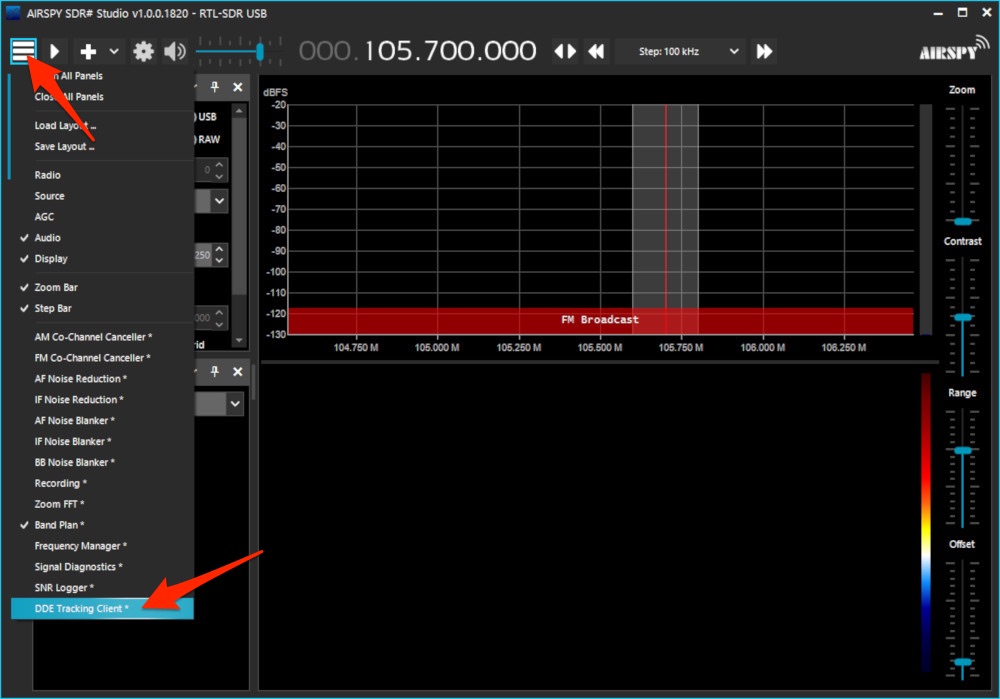 AIRSPY SDR# Studio v1.0.0.1820 - RTL-SDR USB
000.105.700.000
Step: 100 kHz
AIRSPY
All Panels
All Panels
Load
Save Layout ...
Radio
Source
AGC
Audio
Display
Zoom Bar
Step Bar
AM Co-Channel Canceller *
FM Co-Channel Canceller *
AF Noise Reduction *
IF Noise Reduction *
AF Noise Blanker *
IF Noise Blanker *
BB Noise Blanker *
Recording *
Zoom FFT *
Band Plan *
Frequency Manager *
Signal Diagnostics *
SNR Logger *
DDE Tracking Client *
USB
RAW
0
250
000
dBFS
-20
-30
-40
-50
-60
-70
-80
-90
-100
-110
-120
-130
FM Broadcast
104.750 M
105.000 M
105.250 M
105.500 M
105.750 M
106.000 M
106.250 M
Zoom
Contrast
Range
Offset